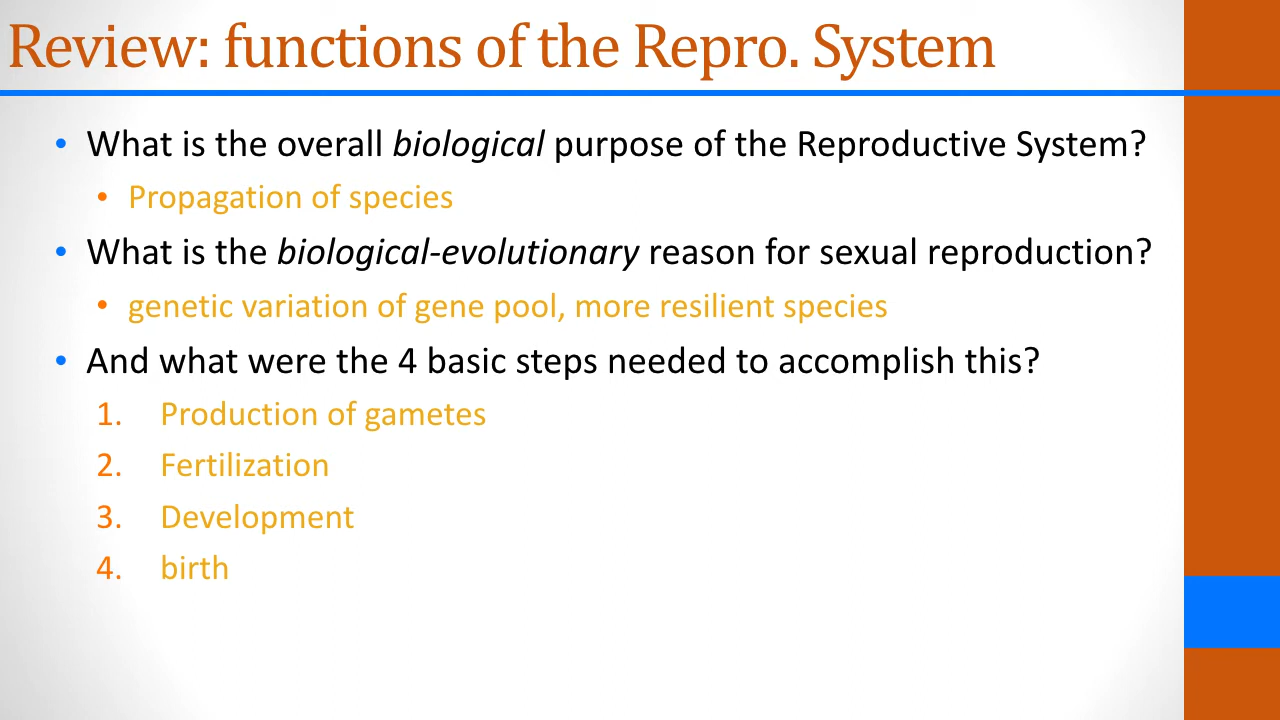 Review: functions of the Repro. System
• What is the overall biological purpose of the Reproductive System?
• Propagation of species
• What is the biological-evolutionary reason for sexual reproduction?
• genetic variation of gene pool, more resilient species
• And what were the 4 basic steps needed to accomplish this?
1. Production of gametes
2. Fertilization
3. Development
4. birth